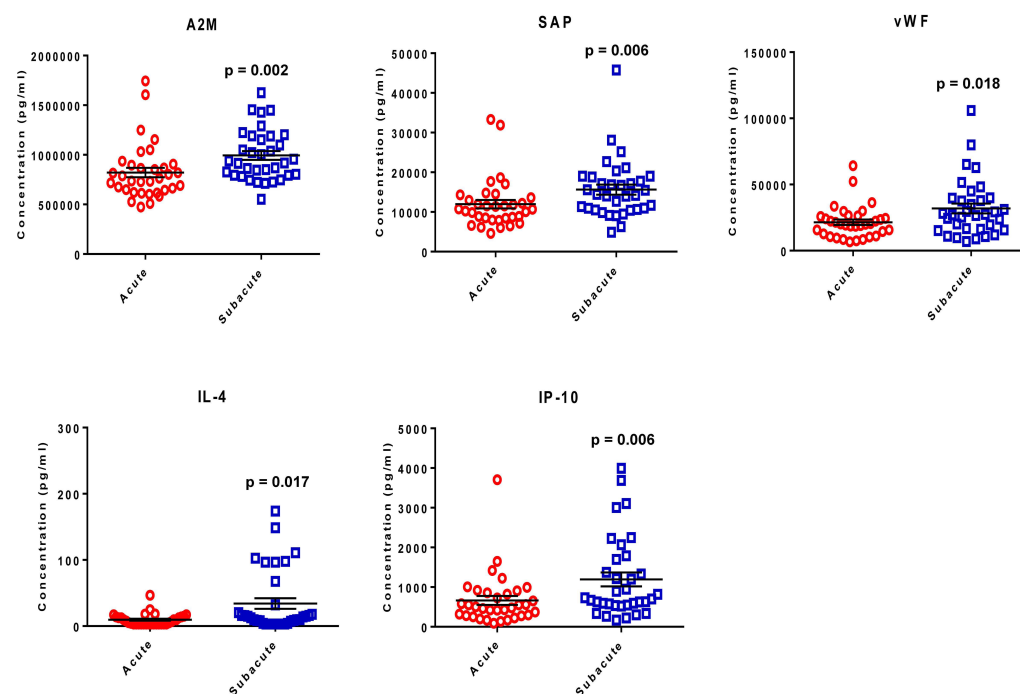 A2M
Concentration (pg/ml)
2000000
1500000
1000000
500000
0
p = 0.002
Acute
Subacute
SAP
Concentration (pg/ml)
50000
40000
30000
20000
10000
0
p = 0.006
Acute
Subacute
vWF
Concentration (pg/ml)
150000
100000
50000
0
p = 0.018
Acute
Subacute
IL-4
Concentration (pg/ml)
300
200
100
0
p = 0.017
Acute
Subacute
IP-10
Concentration (pg/ml)
5000
4000
3000
2000
1000
0
p = 0.006
Acute
Subacute